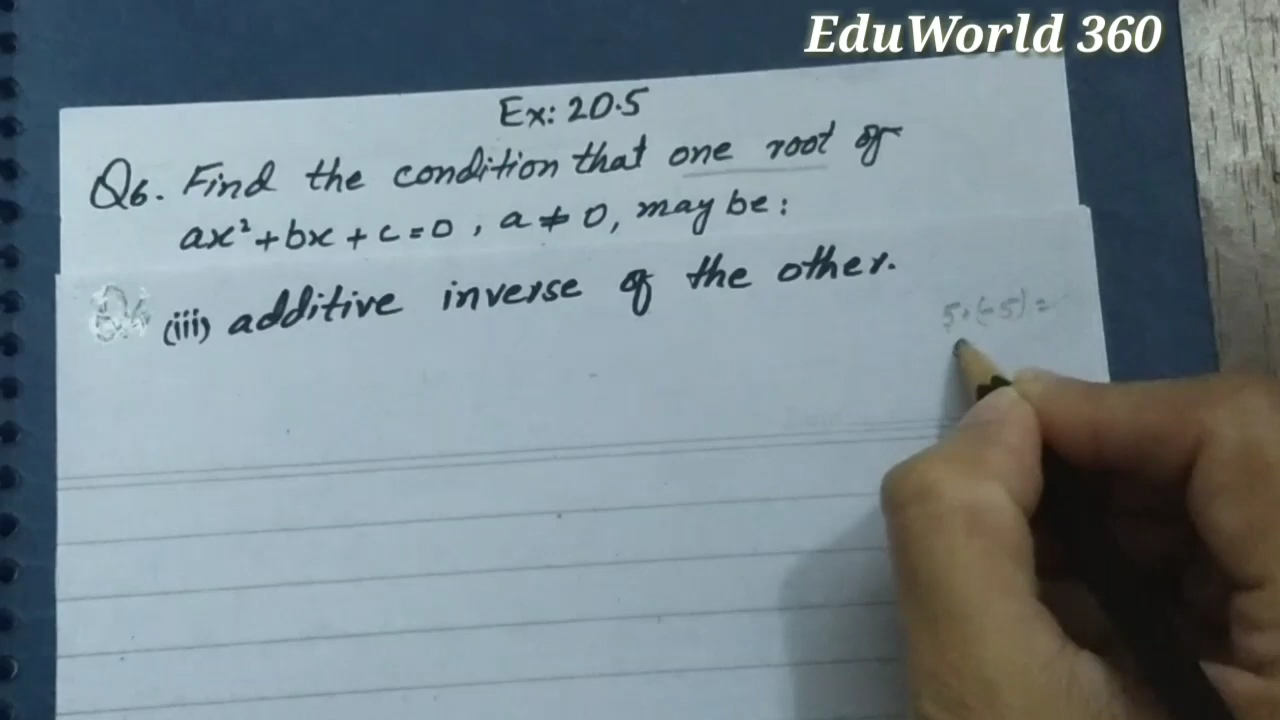 EduWorld 360
Ex: 20.5
Q6. Find the condition that one root of
ax²+bx+c=0, a≠0, may be:
(iii) additive inverse of the other.
5+(-5)=